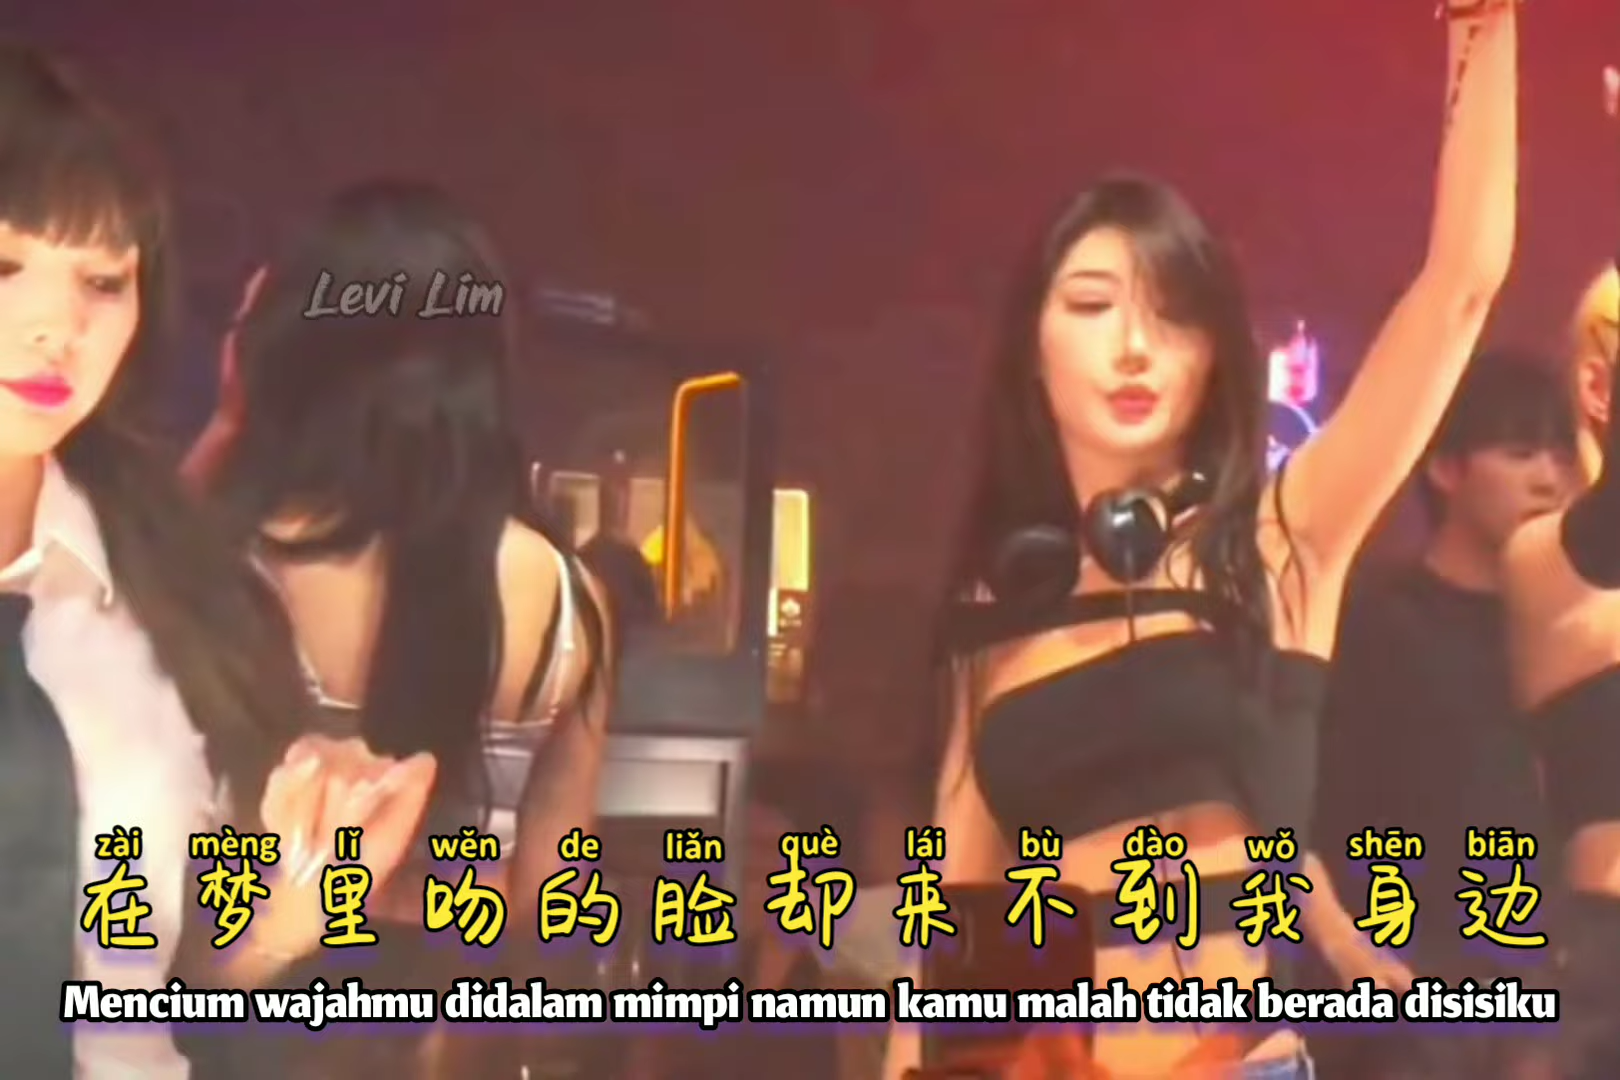 Levi Lim
zài mèng lǐ wěn de liǎn què lái bù dào wǒ shēn biān
在梦里吻的脸却来不到我身边
Mencium wajahmu didalam mimpi namun kamu malah tidak berada disisiku